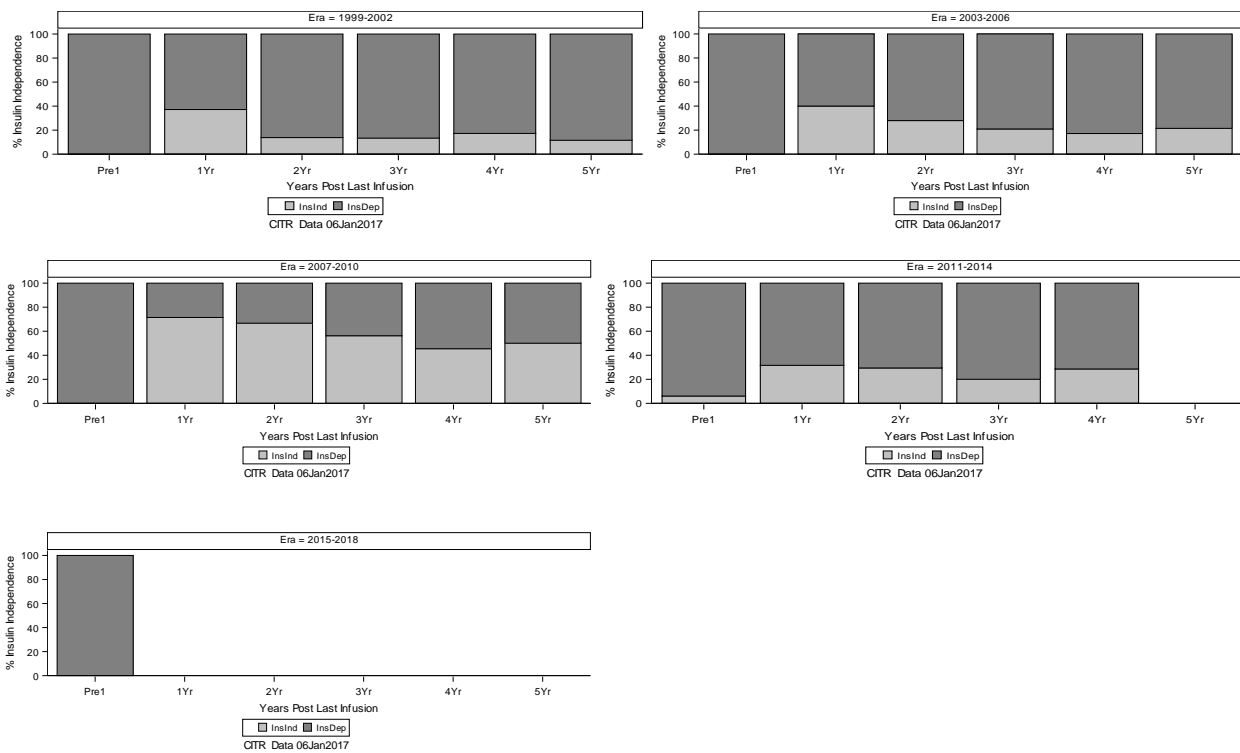 Era = 1999-2002
% Insulin Independence
100
80
60
40
20
0
Pre1 1Yr 2Yr 3Yr 4Yr 5Yr
Years Post Last Infusion
InsInd InsDep
CITR Data 06Jan2017
Era = 2003-2006
% Insulin Independence
100
80
60
40
20
0
Pre1 1Yr 2Yr 3Yr 4Yr 5Yr
Years Post Last Infusion
InsInd InsDep
CITR Data 06Jan2017
Era = 2007-2010
% Insulin Independence
100
80
60
40
20
0
Pre1 1Yr 2Yr 3Yr 4Yr 5Yr
Years Post Last Infusion
InsInd InsDep
CITR Data 06Jan2017
Era = 2011-2014
% Insulin Independence
100
80
60
40
20
0
Pre1 1Yr 2Yr 3Yr 4Yr 5Yr
Years Post Last Infusion
InsInd InsDep
CITR Data 06Jan2017
Era = 2015-2018
% Insulin Independence
100
80
60
40
20
0
Pre1 1Yr 2Yr 3Yr 4Yr 5Yr
Years Post Last Infusion
InsInd InsDep
CITR Data 06Jan2017